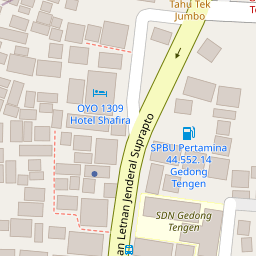 Tahu Tek
Jumbo
OYO 1309
Hotel Shafira
an Letnan Jenderal Suprapto
SPBU Pertamina
44.552.14
Gedong
Tengen
SDN Gedong
Tengen